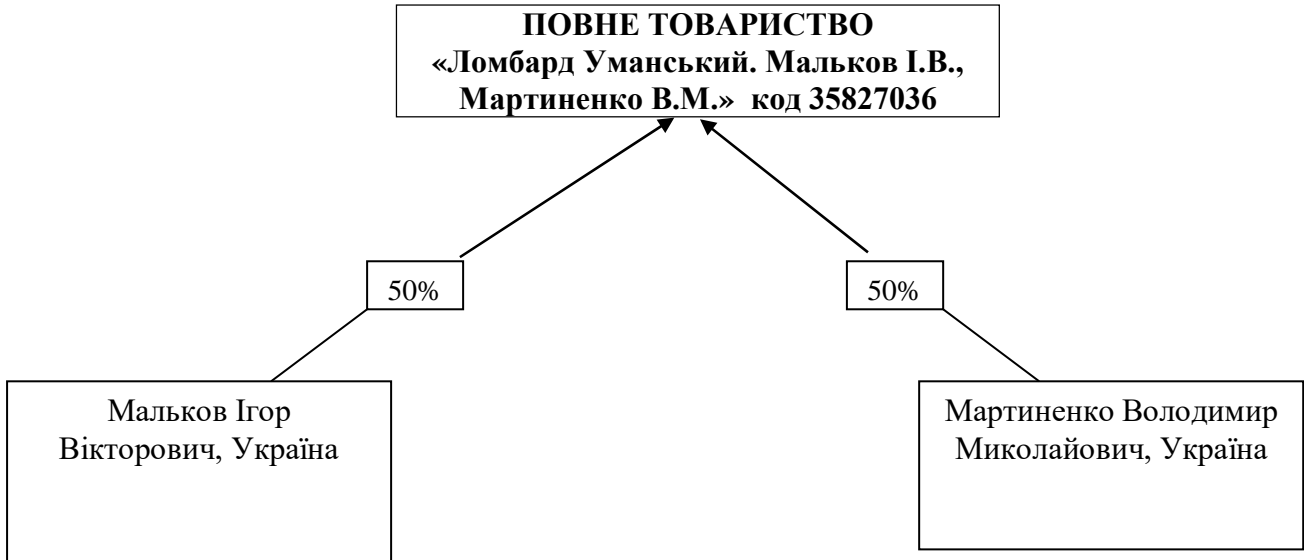 ПОВНЕ ТОВАРИСТВО
«Ломбард Уманський. Мальков І.В.,
Мартиненко В.М.» код 35827036
50%
50%
Мальков Ігор
Вікторович, Україна
Мартиненко Володимир
Миколайович, Україна